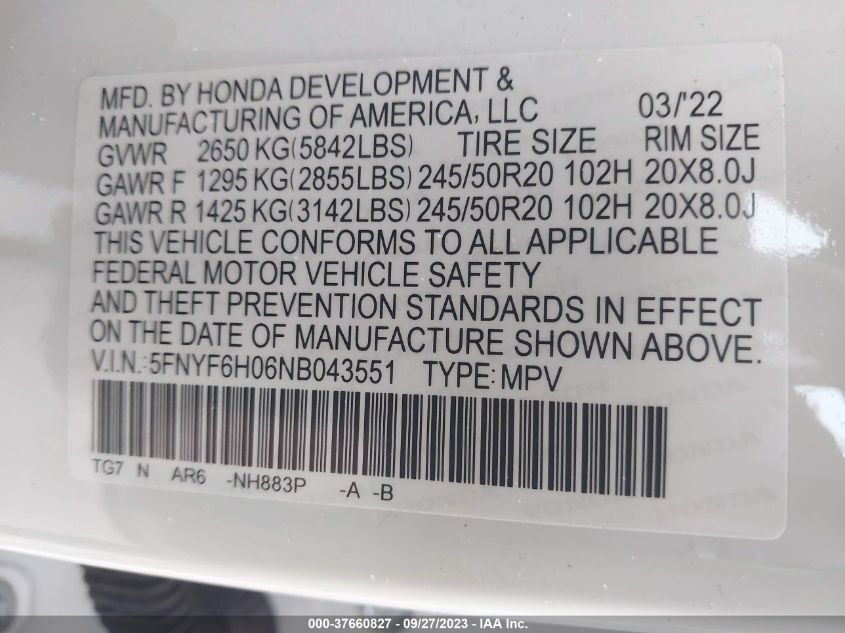 MFD. BY HONDA DEVELOPMENT &
MANUFACTURING OF AMERICA, LLC 03/'22
GVWR 2650 KG(5842LBS) TIRE SIZE RIM SIZE
GAWR F 1295 KG(2855LBS) 245/50R20 102H 20X8.0J
GAWR R 1425 KG(3142LBS) 245/50R20 102H 20X8.0J
THIS VEHICLE CONFORMS TO ALL APPLICABLE
FEDERAL MOTOR VEHICLE SAFETY
AND THEFT PREVENTION STANDARDS IN EFFECT
ON THE DATE OF MANUFACTURE SHOWN ABOVE.
V.I.N.:5FNYF6H06NB043551 TYPE:MPV
TG7 N AR6 -NH883P -A -B
000-37660827 - 09/27/2023 - IAA Inc.